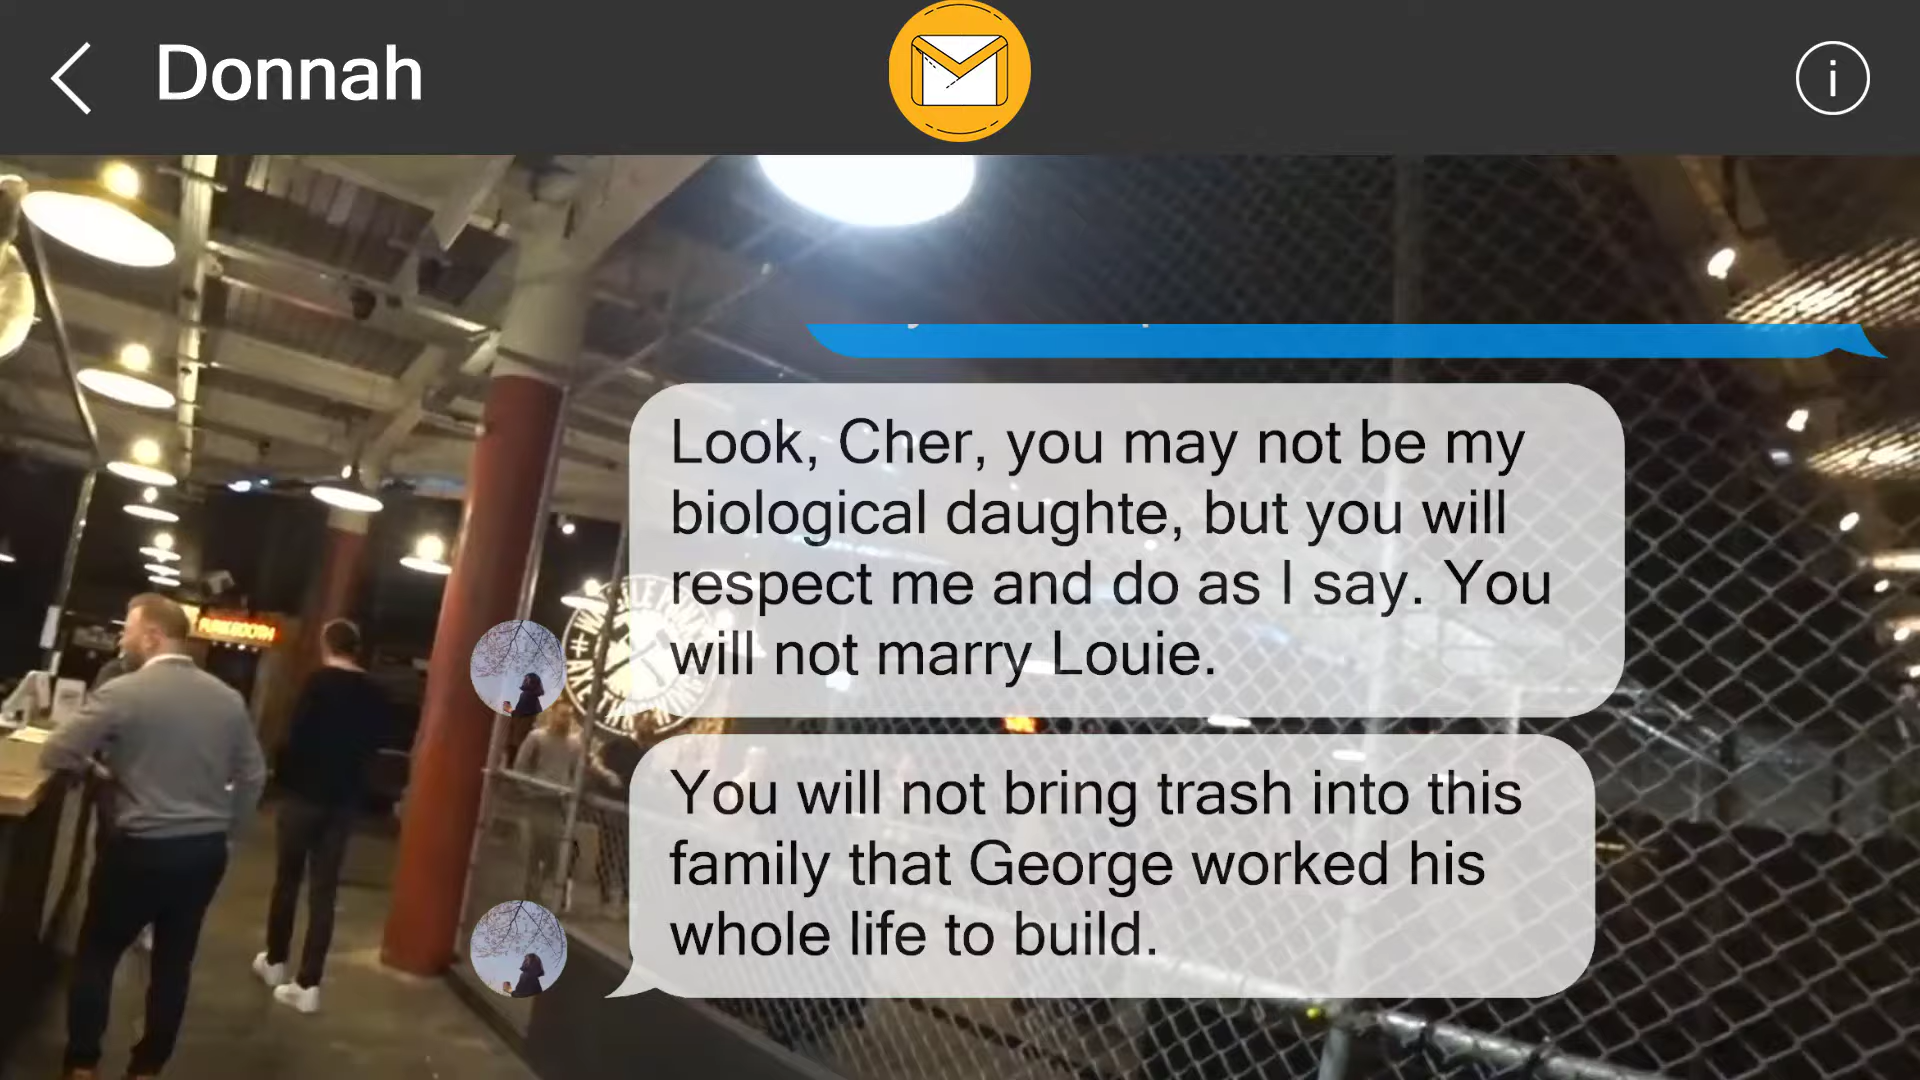 Donnah
Look, Cher, you may not be my
biological daughte, but you will
respect me and do as I say. You
will not marry Louie.
You will not bring trash into this
family that George worked his
whole life to build.